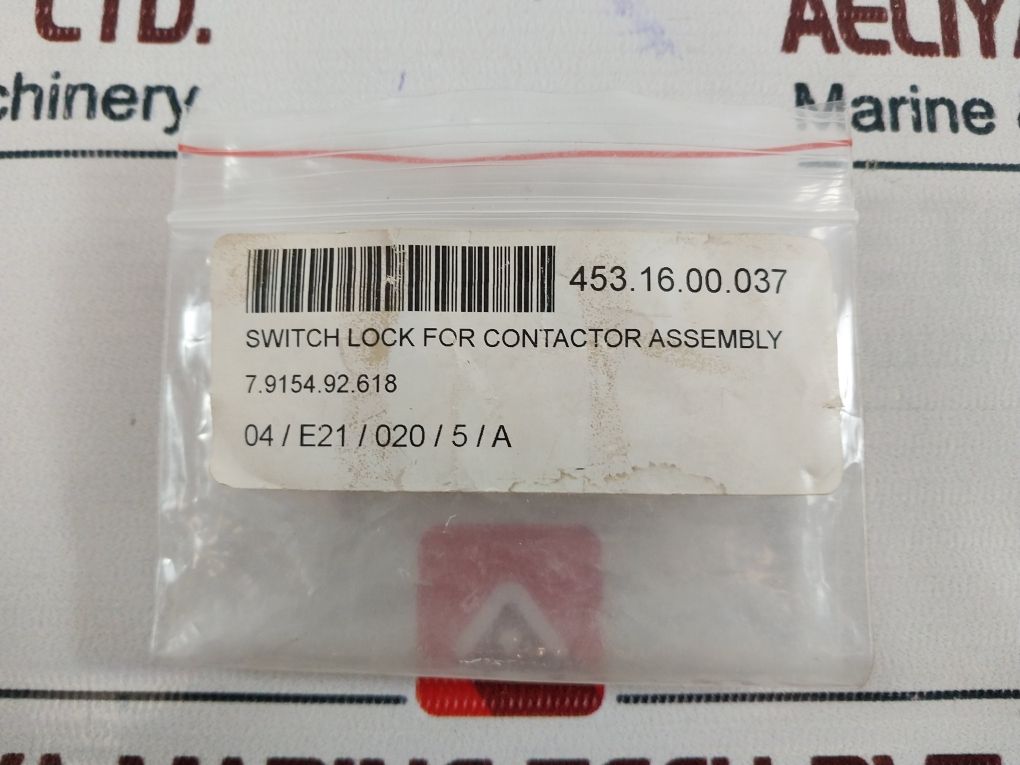 LTD.
AELIYA
chinery
Marine &
453.16.00.037
SWITCH LOCK FOR CONTACTOR ASSEMBLY
7.9154.92.618
04 / E21 / 020 / 5 / A